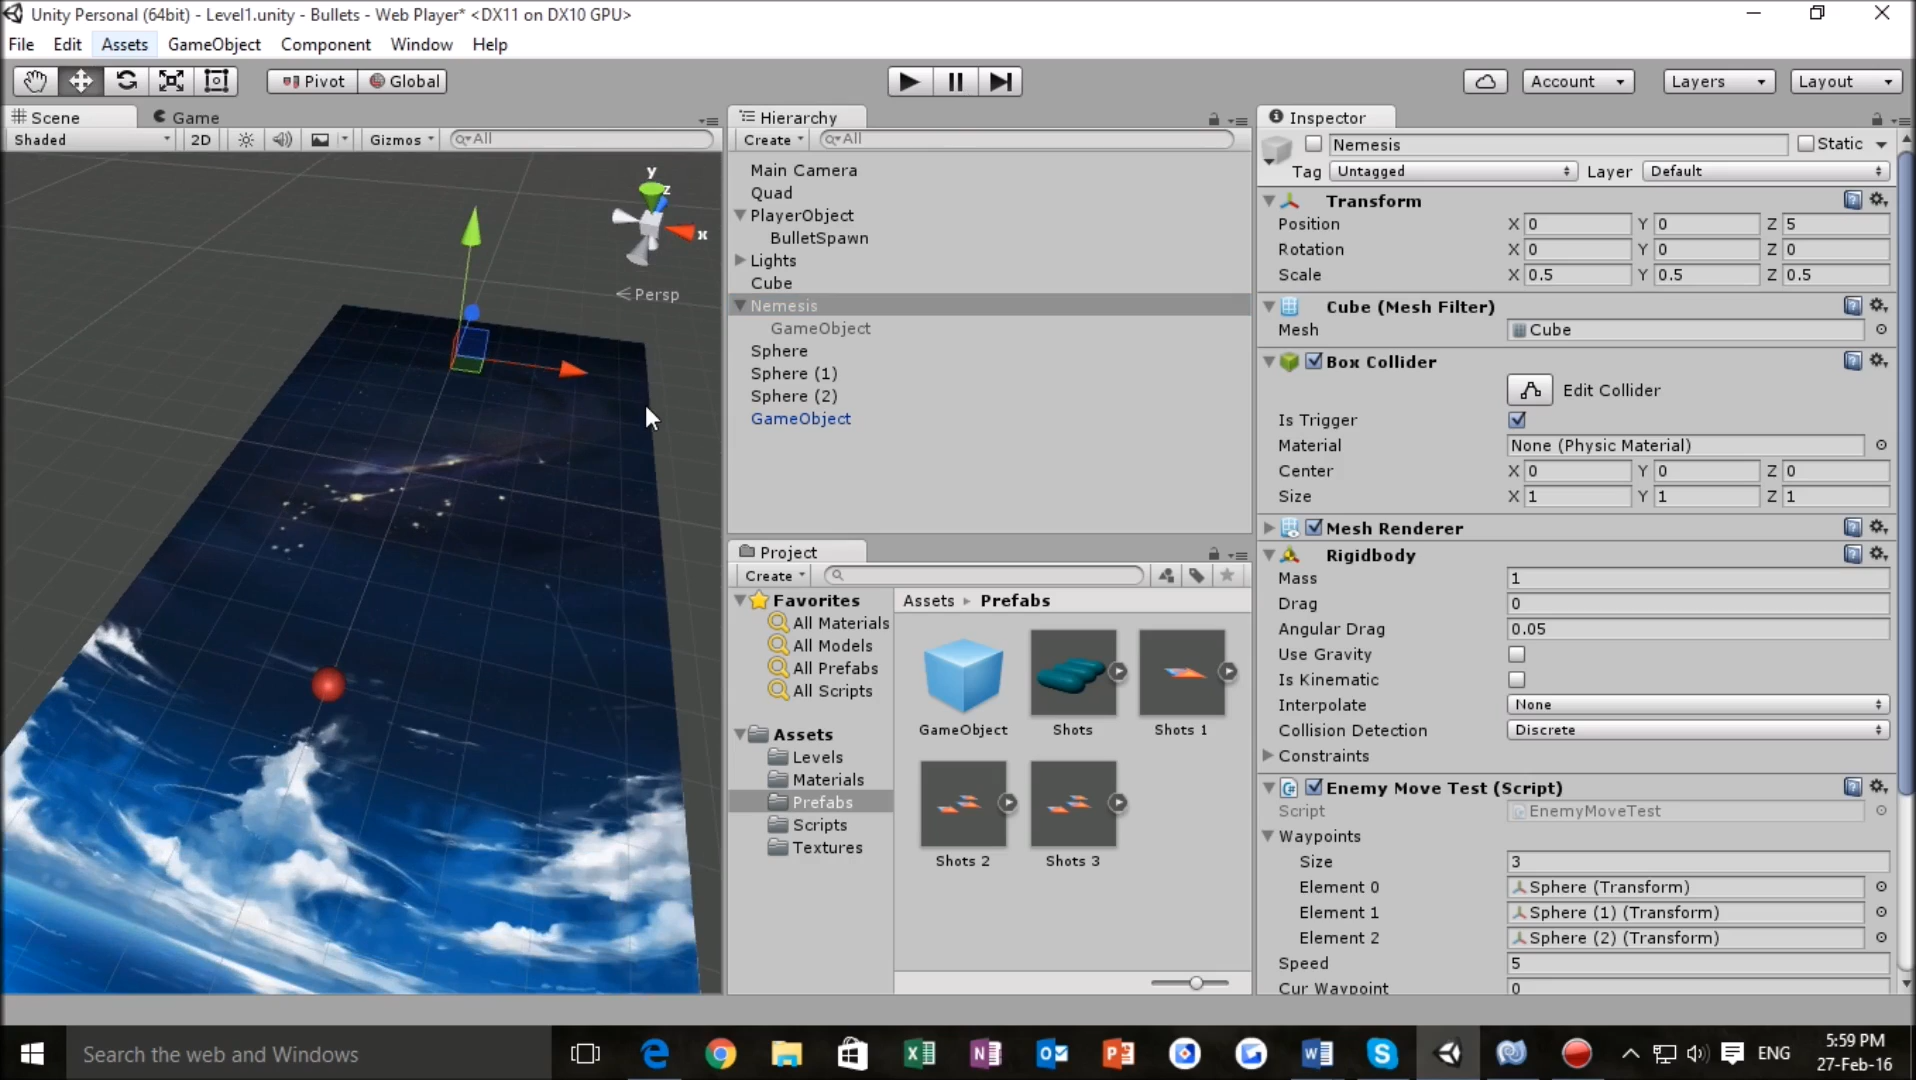 Unity Personal (64bit) - Level1.unity - Bullets - Web Player* <DX11 on DX10 GPU>
File Edit Assets GameObject Component Window Help
Pivot Global Account Layers Layout
Scene Game
Shaded 2D Gizmos All
y
z
x
Persp
Hierarchy
Create All
Main Camera
Quad
PlayerObject
BulletSpawn
Lights
Cube
Nemesis
GameObject
Sphere
Sphere (1)
Sphere (2)
GameObject
Project
Create
Favorites
All Materials
All Models
All Prefabs
All Scripts
Assets
Levels
Materials
Prefabs
Scripts
Textures
Assets Prefabs
GameObject Shots Shots 1
Shots 2 Shots 3
Inspector
Nemesis Static
Tag Untagged Layer Default
Transform
Position X 0 Y 0 Z 5
Rotation X 0 Y 0 Z 0
Scale X 0.5 Y 0.5 Z 0.5
Cube (Mesh Filter)
Mesh Cube
Box Collider
Edit Collider
Is Trigger
Material None (Physic Material)
Center X 0 Y 0 Z 0
Size X 1 Y 1 Z 1
Mesh Renderer
Rigidbody
Mass 1
Drag 0
Angular Drag 0.05
Use Gravity
Is Kinematic
Interpolate None
Collision Detection Discrete
Constraints
Enemy Move Test (Script)
Script EnemyMoveTest
Waypoints
Size 3
Element 0 Sphere (Transform)
Element 1 Sphere (1) (Transform)
Element 2 Sphere (2) (Transform)
Speed 5
Cur Waypoint 0
Search the web and Windows
ENG
5:59 PM
27-Feb-16